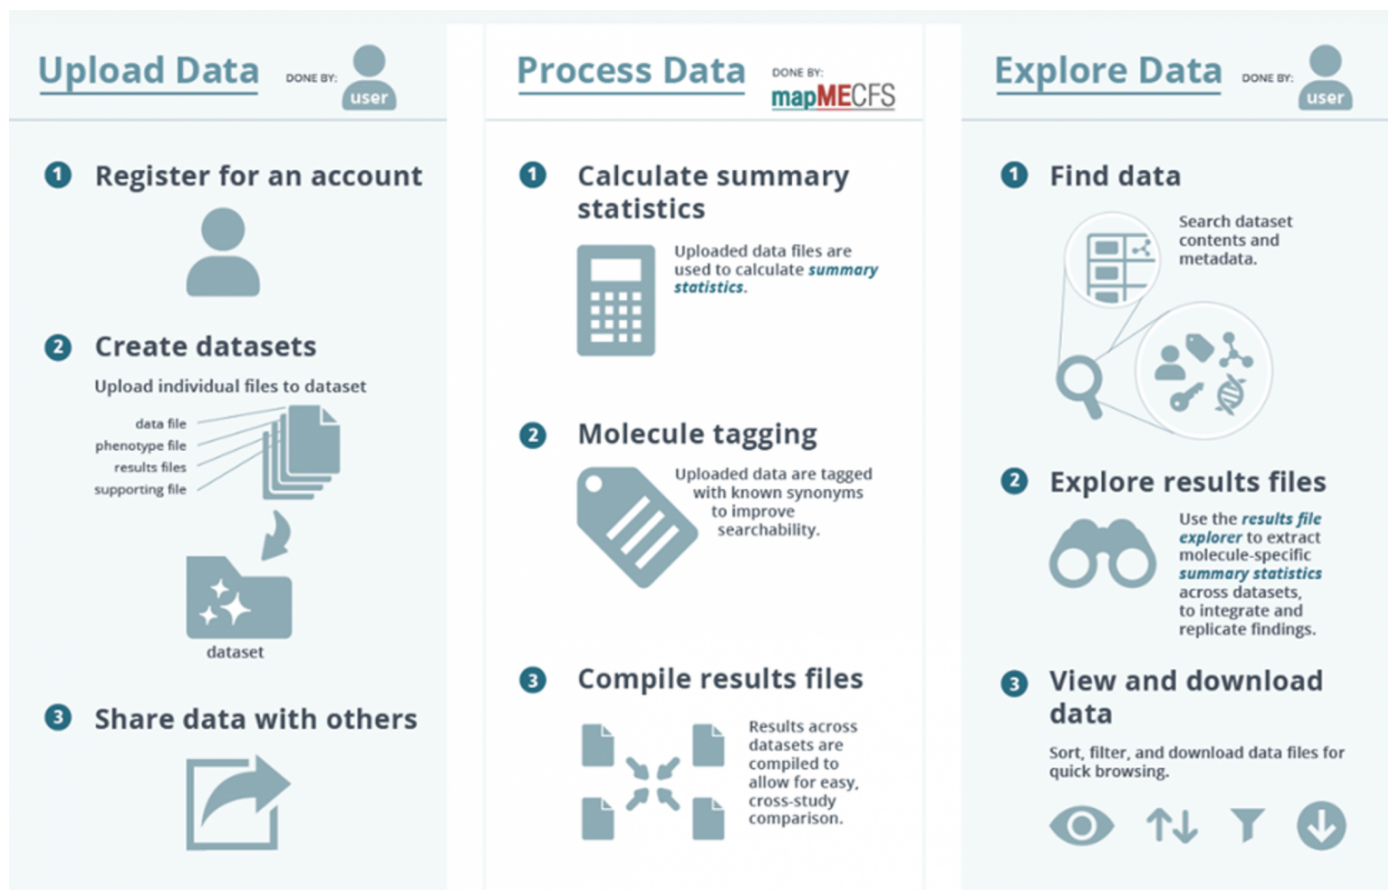 Upload Data
DONE BY:
user
1
Register for an account
2
Create datasets
Upload individual files to dataset
data file
phenotype file
results files
supporting file
dataset
3
Share data with others
Process Data
DONE BY:
mapMECFS
1
Calculate summary
statistics
Uploaded data files are
used to calculate summary
statistics.
2
Molecule tagging
Uploaded data are tagged
with known synonyms
to improve
searchability.
3
Compile results files
Results across
datasets are
compiled to
allow for easy,
cross-study
comparison.
Explore Data
DONE BY:
user
1
Find data
Search dataset
contents and
metadata.
2
Explore results files
Use the results file
explorer to extract
molecule-specific
summary statistics
across datasets,
to integrate and
replicate findings.
3
View and download
data
Sort, filter, and download data files for
quick browsing.